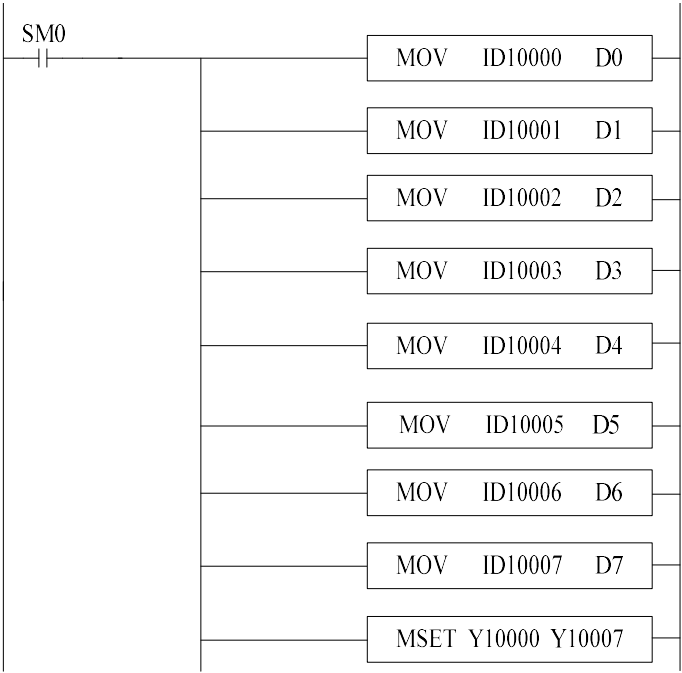 SM0
MOV ID10000 D0
MOV ID10001 D1
MOV ID10002 D2
MOV ID10003 D3
MOV ID10004 D4
MOV ID10005 D5
MOV ID10006 D6
MOV ID10007 D7
MSET Y10000 Y10007